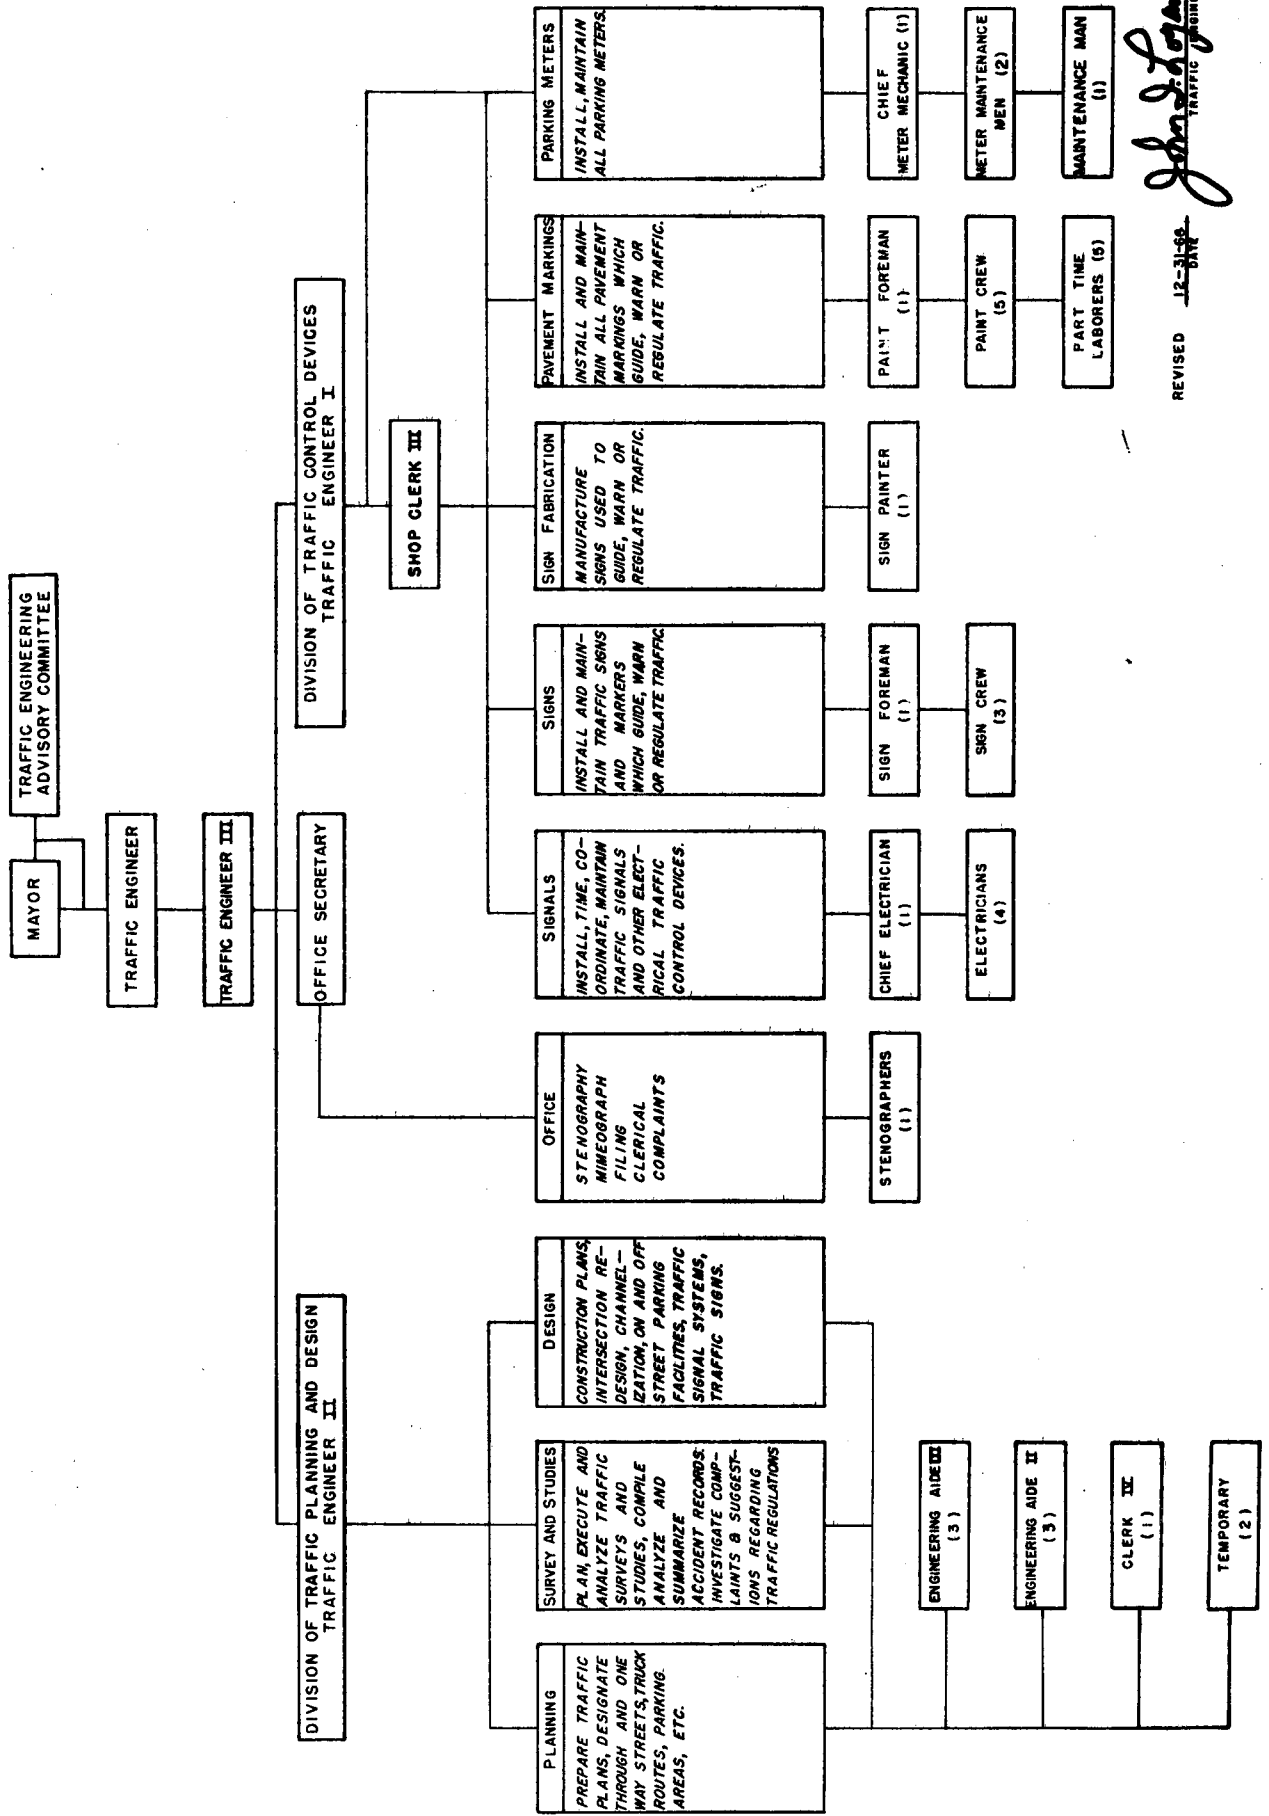 MAYOR
TRAFFIC ENGINEERING
ADVISORY COMMITTEE
TRAFFIC ENGINEER
TRAFFIC ENGINEER III
OFFICE SECRETARY
DIVISION OF TRAFFIC PLANNING AND DESIGN
TRAFFIC ENGINEER II
DIVISION OF TRAFFIC CONTROL DEVICES
TRAFFIC ENGINEER I
SHOP CLERK III
PLANNING
PREPARE TRAFFIC
PLANS, DESIGNATE
THROUGH AND ONE
WAY STREETS, TRUCK
ROUTES, PARKING
AREAS, ETC.
SURVEY AND STUDIES
PLAN, EXECUTE AND
ANALYZE TRAFFIC
SURVEYS AND
STUDIES, COMPILE
ANALYZE AND
SUMMARIZE
ACCIDENT RECORDS.
INVESTIGATE COMP-
LAINTS & SUGGEST-
IONS REGARDING
TRAFFIC REGULATIONS
DESIGN
CONSTRUCTION PLANS,
INTERSECTION RE-
DESIGN, CHANNEL-
IZATION, ON AND OFF
STREET PARKING
FACILITIES, TRAFFIC
SIGNAL SYSTEMS,
TRAFFIC SIGNS.
OFFICE
STENOGRAPHY
MIMEOGRAPH
FILING
CLERICAL
COMPLAINTS
SIGNALS
INSTALL, TIME, CO-
ORDINATE, MAINTAIN
TRAFFIC SIGNALS
AND OTHER ELECT-
RICAL TRAFFIC
CONTROL DEVICES.
SIGNS
INSTALL AND MAIN-
TAIN TRAFFIC SIGNS
AND MARKERS
WHICH GUIDE, WARN
OR REGULATE TRAFFIC.
SIGN FABRICATION
MANUFACTURE
SIGNS USED TO
GUIDE, WARN OR
REGULATE TRAFFIC.
PAVEMENT MARKINGS
INSTALL AND MAIN-
TAIN ALL PAVEMENT
MARKINGS WHICH
GUIDE, WARN OR
REGULATE TRAFFIC.
PARKING METERS
INSTALL, MAINTAIN
ALL PARKING METERS.
ENGINEERING AIDE III
(3)
ENGINEERING AIDE II
(3)
CLERK IV
(1)
TEMPORARY
(2)
STENOGRAPHERS
(1)
CHIEF ELECTRICIAN
(1)
ELECTRICIANS
(4)
SIGN FOREMAN
(1)
SIGN CREW
(3)
SIGN PAINTER
(1)
PAINT FOREMAN
(1)
PAINT CREW
(5)
PART TIME
LABORERS (5)
CHIEF
METER MECHANIC (1)
METER MAINTENANCE
MEN (2)
MAINTENANCE MAN
(1)
REVISED 12-31-66
DATE
John D. Logan
TRAFFIC